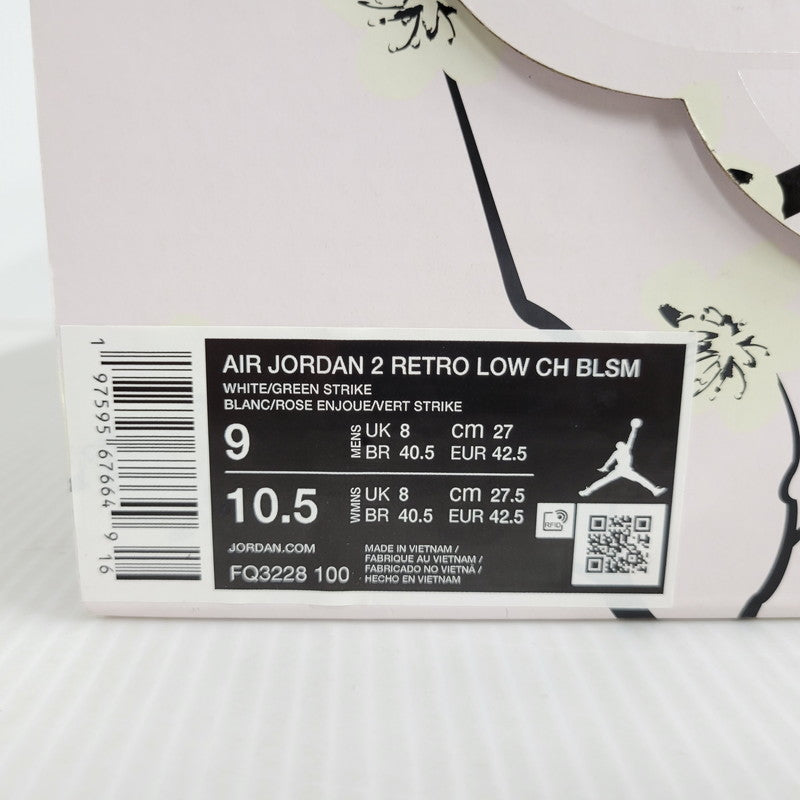 1 97595 67664 9 16
AIR JORDAN 2 RETRO LOW CH BLSM
WHITE/GREEN STRIKE
BLANC/ROSE ENJOUE/VERT STRIKE
9 MENS UK 8 cm 27
BR 40.5 EUR 42.5
10.5 WMNS UK 8 cm 27.5
BR 40.5 EUR 42.5
RFID
JORDAN.COM
FQ3228 100
MADE IN VIETNAM /
FABRIQUE AU VIETNAM /
FABRICADO NO VIETNÃ /
HECHO EN VIETNAM